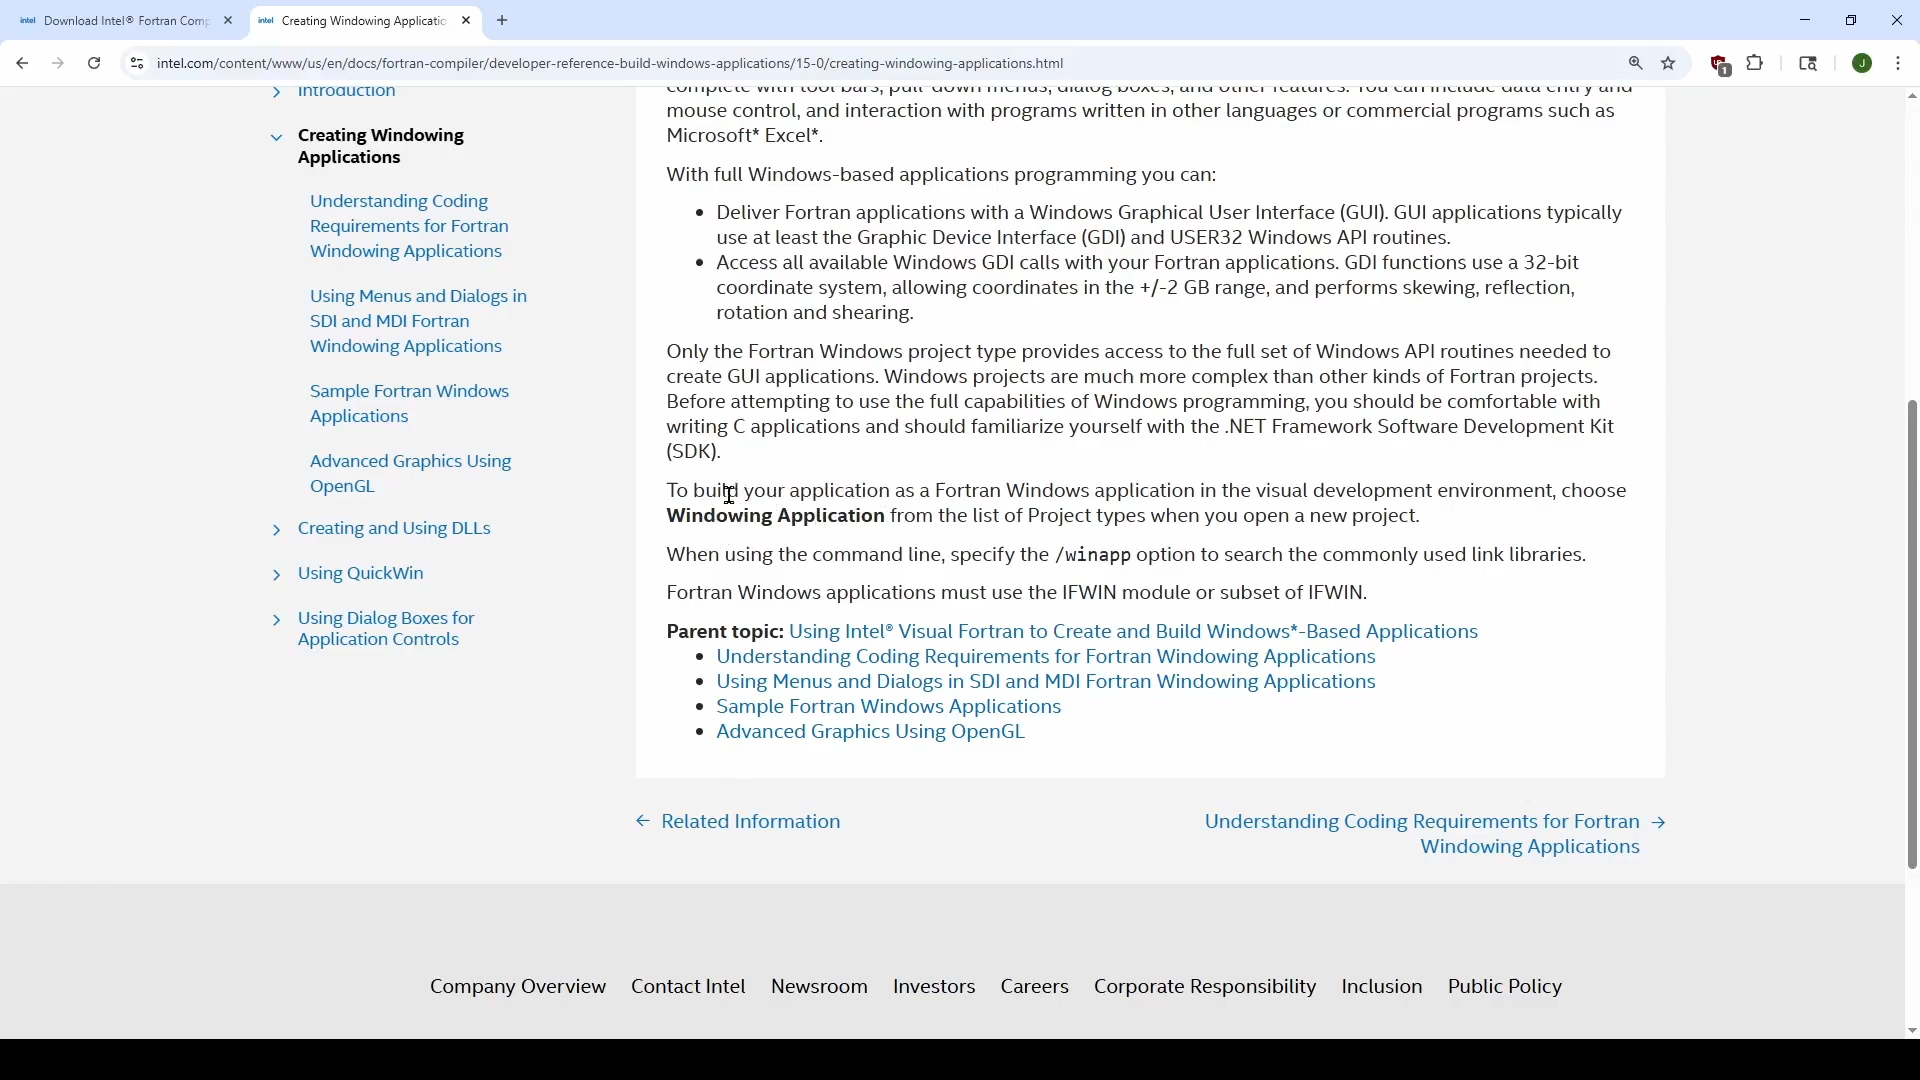 intel Download Intel® Fortran Comp
intel Creating Windowing Applicatio
intel.com/content/www/us/en/docs/fortran-compiler/developer-reference-build-windows-applications/15-0/creating-windowing-applications.html
1
J
Introduction
Creating Windowing
Applications
Understanding Coding
Requirements for Fortran
Windowing Applications
Using Menus and Dialogs in
SDI and MDI Fortran
Windowing Applications
Sample Fortran Windows
Applications
Advanced Graphics Using
OpenGL
Creating and Using DLLs
Using QuickWin
Using Dialog Boxes for
Application Controls
complete with tool bars, pull-down menus, dialog boxes, and other features. You can include data entry and
mouse control, and interaction with programs written in other languages or commercial programs such as
Microsoft* Excel*.
With full Windows-based applications programming you can:
• Deliver Fortran applications with a Windows Graphical User Interface (GUI). GUI applications typically
use at least the Graphic Device Interface (GDI) and USER32 Windows API routines.
• Access all available Windows GDI calls with your Fortran applications. GDI functions use a 32-bit
coordinate system, allowing coordinates in the +/-2 GB range, and performs skewing, reflection,
rotation and shearing.
Only the Fortran Windows project type provides access to the full set of Windows API routines needed to
create GUI applications. Windows projects are much more complex than other kinds of Fortran projects.
Before attempting to use the full capabilities of Windows programming, you should be comfortable with
writing C applications and should familiarize yourself with the .NET Framework Software Development Kit
(SDK).
To build your application as a Fortran Windows application in the visual development environment, choose
Windowing Application from the list of Project types when you open a new project.
When using the command line, specify the /winapp option to search the commonly used link libraries.
Fortran Windows applications must use the IFWIN module or subset of IFWIN.
Parent topic: Using Intel® Visual Fortran to Create and Build Windows*-Based Applications
• Understanding Coding Requirements for Fortran Windowing Applications
• Using Menus and Dialogs in SDI and MDI Fortran Windowing Applications
• Sample Fortran Windows Applications
• Advanced Graphics Using OpenGL
← Related Information
Understanding Coding Requirements for Fortran →
Windowing Applications
Company Overview Contact Intel Newsroom Investors Careers Corporate Responsibility Inclusion Public Policy